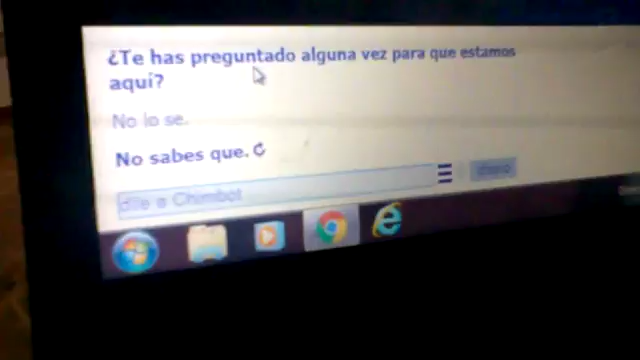 ¿Te has preguntado alguna vez para que estamos
aquí?
No lo se.
No sabes que.
dile a Chimbot